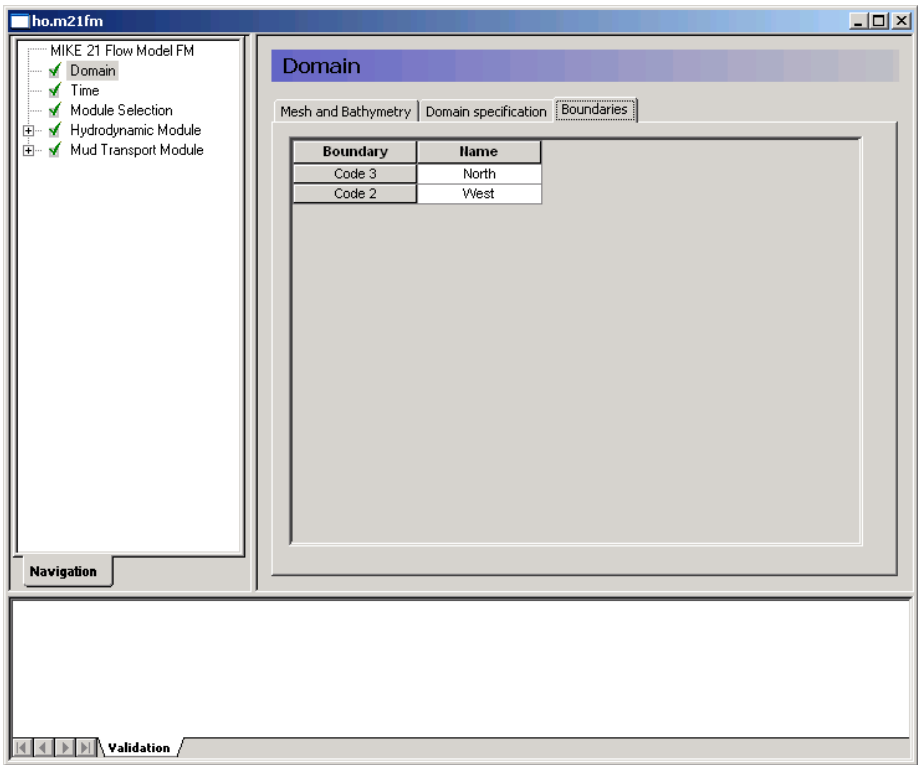 ho.m21fm
MIKE 21 Flow Model FM
Domain
Time
Module Selection
Hydrodynamic Module
Mud Transport Module
Navigation
Domain
Mesh and Bathymetry Domain specification Boundaries
Boundary Name
Code 3 North
Code 2 West
Validation